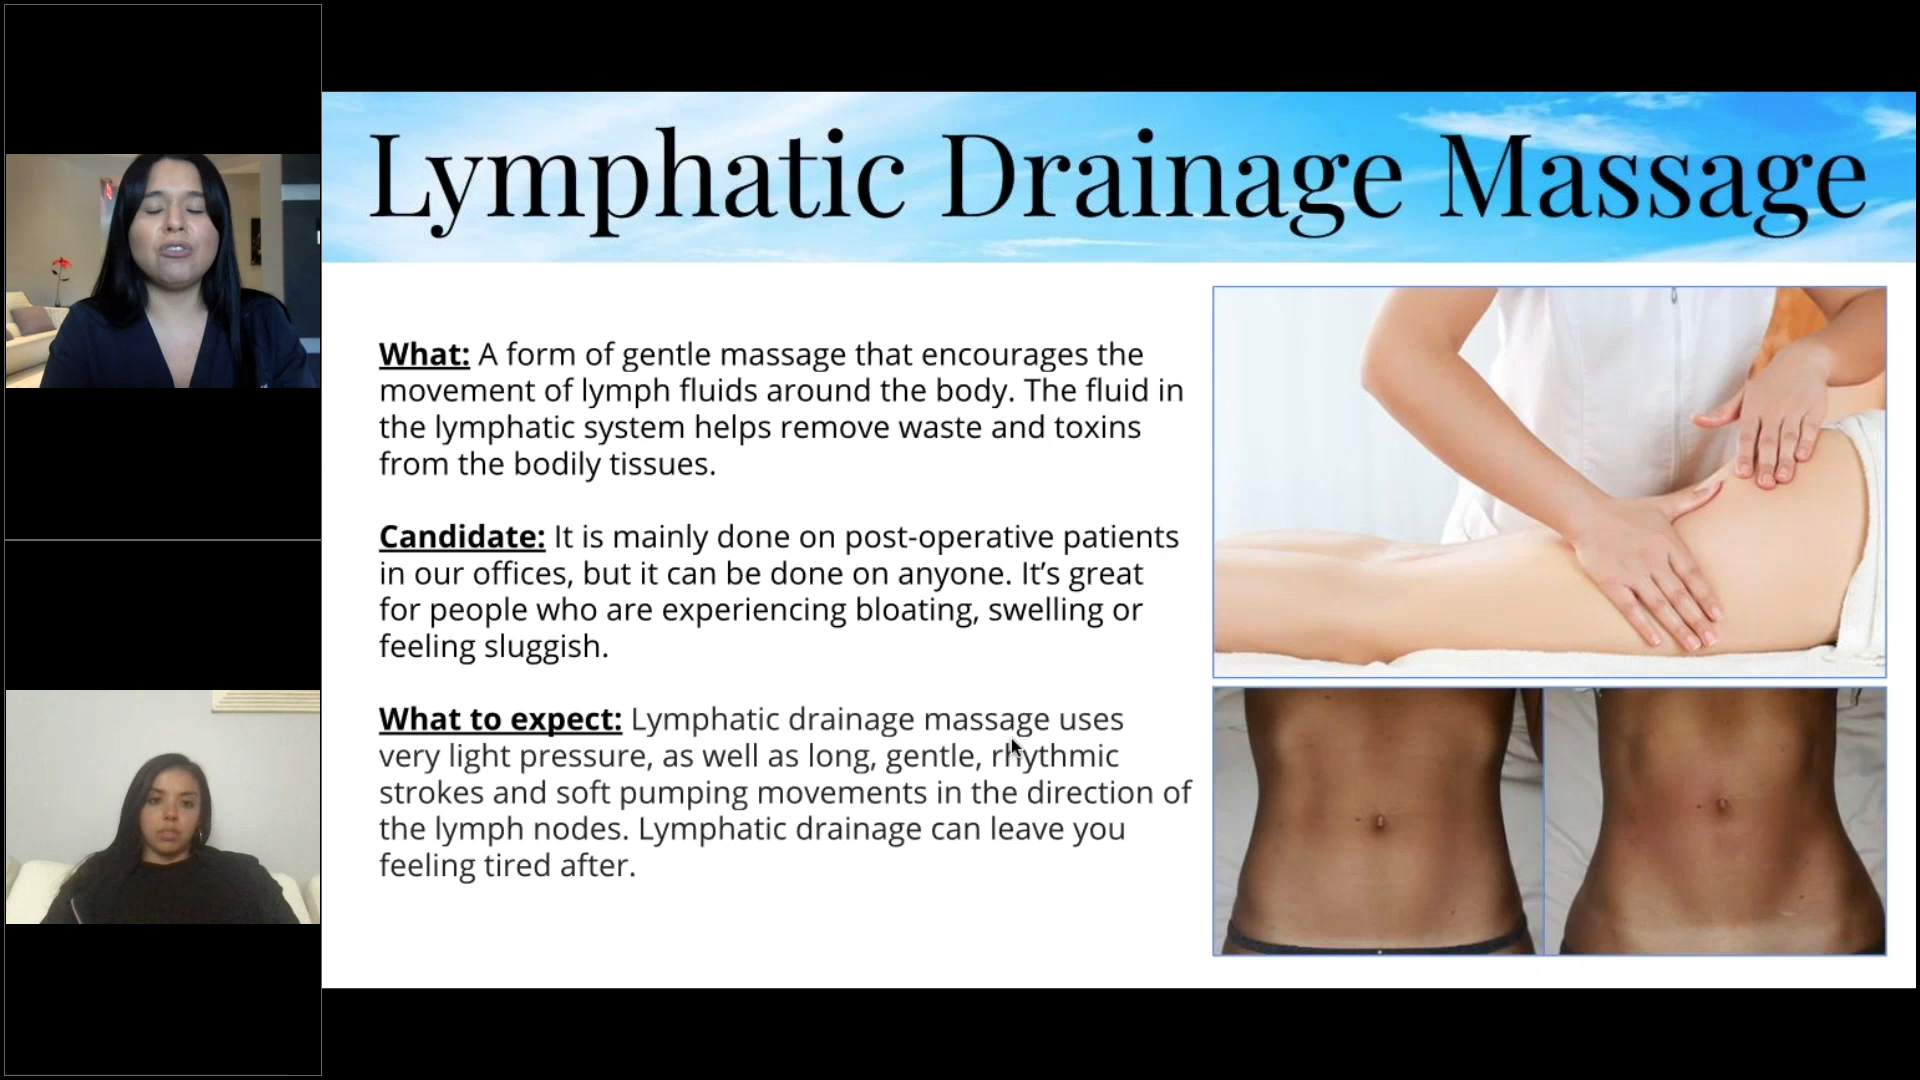 Lymphatic Drainage Massage
What: A form of gentle massage that encourages the
movement of lymph fluids around the body. The fluid in
the lymphatic system helps remove waste and toxins
from the bodily tissues.
Candidate: It is mainly done on post-operative patients
in our offices, but it can be done on anyone. It’s great
for people who are experiencing bloating, swelling or
feeling sluggish.
What to expect: Lymphatic drainage massage uses
very light pressure, as well as long, gentle, rhythmic
strokes and soft pumping movements in the direction of
the lymph nodes. Lymphatic drainage can leave you
feeling tired after.